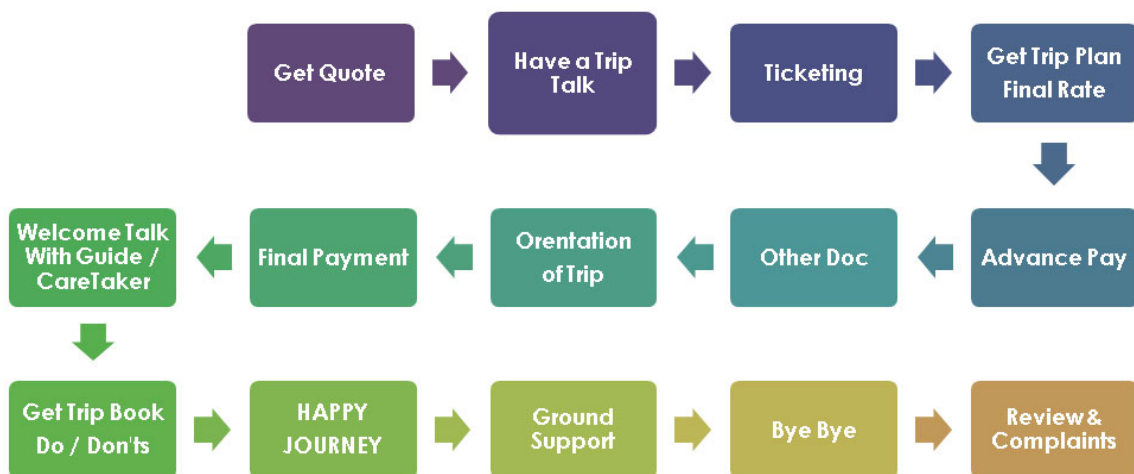 Get Quote
Have a Trip
Talk
Ticketing
Get Trip Plan
Final Rate
Welcome Talk
With Guide /
CareTaker
Final Payment
Orentation
of Trip
Other Doc
Advance Pay
Get Trip Book
Do / Don'ts
HAPPY
JOURNEY
Ground
Support
Bye Bye
Review &
Complaints